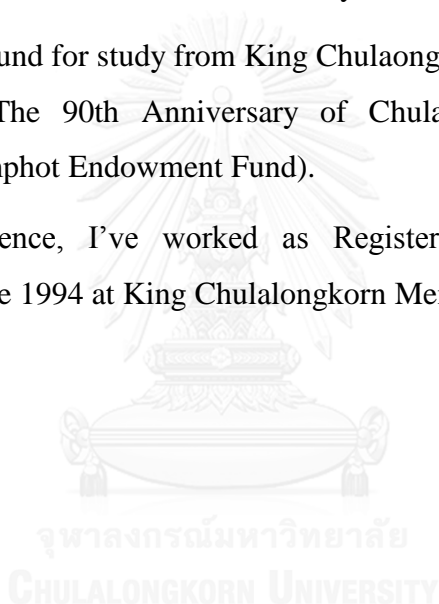 und for study from King Chulaong
The 90th Anniversary of Chula
phot Endowment Fund).
ence, I've worked as Register
e 1994 at King Chulalongkorn Me
จุฬาลงกรณ์มหาวิทยาลัย
CHULALONGKORN UNIVERSITY